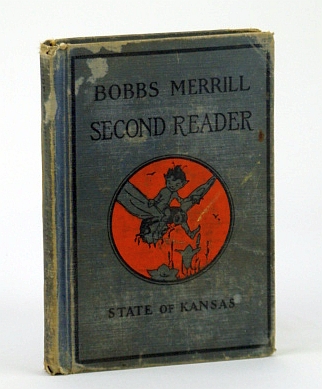 BOBBS MERRILL
SECOND READER
STATE OF KANSAS